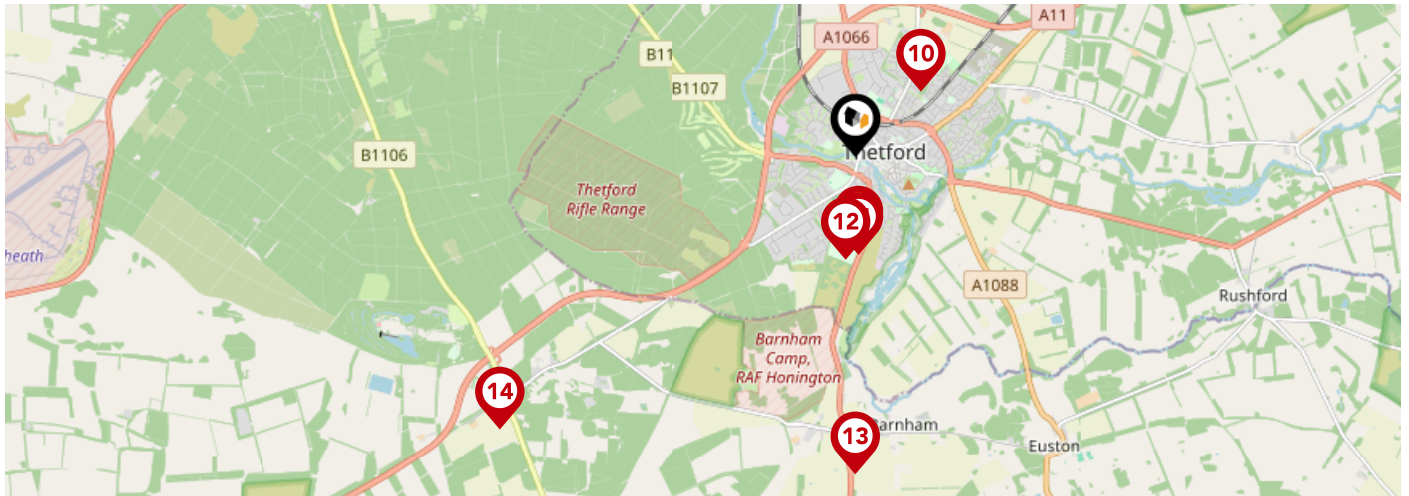 A11
A1066
10
B11
B1107
B1106
Thetford
Thetford
Rifle Range
12
heath
A1088
Rushford
Barnham
Camp,
RAF Honington
14
13
Barnham
Euston